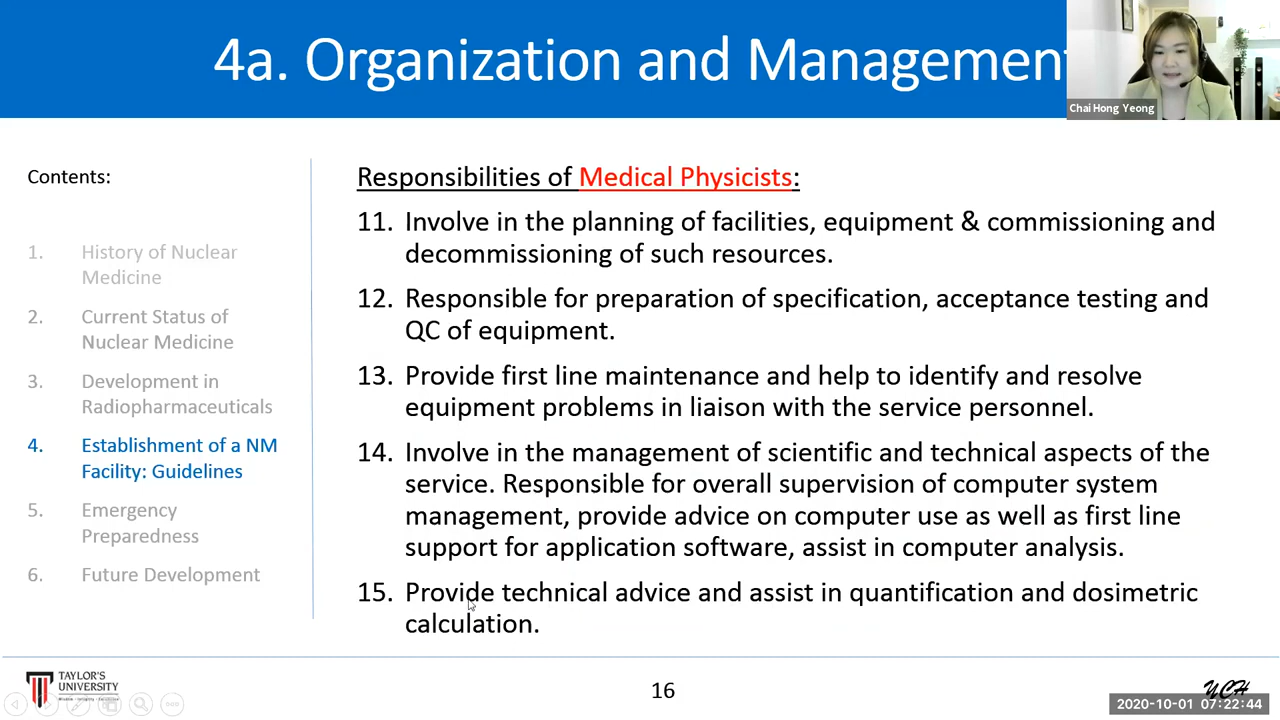 4a. Organization and Management
Chai Hong Yeong
Contents:
1. History of Nuclear
Medicine
2. Current Status of
Nuclear Medicine
3. Development in
Radiopharmaceuticals
4. Establishment of a NM
Facility: Guidelines
5. Emergency
Preparedness
6. Future Development
Responsibilities of Medical Physicists:
11. Involve in the planning of facilities, equipment & commissioning and
decommissioning of such resources.
12. Responsible for preparation of specification, acceptance testing and
QC of equipment.
13. Provide first line maintenance and help to identify and resolve
equipment problems in liaison with the service personnel.
14. Involve in the management of scientific and technical aspects of the
service. Responsible for overall supervision of computer system
management, provide advice on computer use as well as first line
support for application software, assist in computer analysis.
15. Provide technical advice and assist in quantification and dosimetric
calculation.
TAYLOR'S
UNIVERSITY
16
YCH
2020-10-01 07:22:44